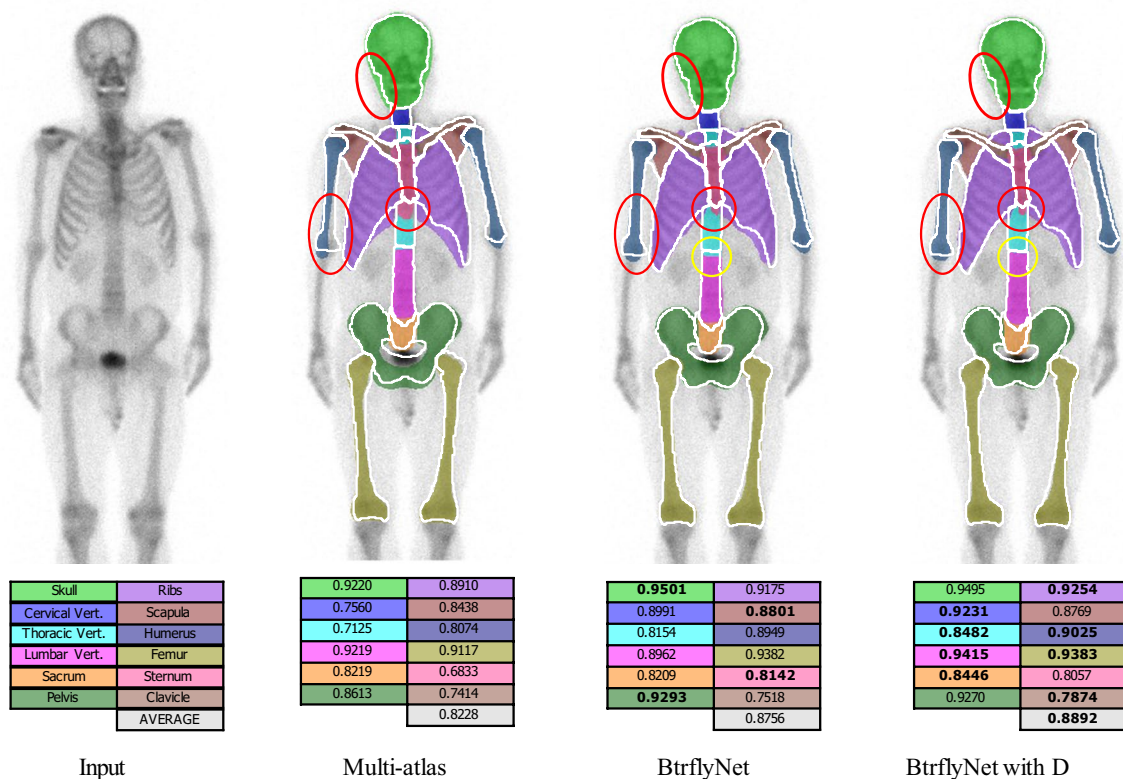 Skull Ribs 0.9220 0.8910 0.9501 0.9175 0.9495 0.9254
Cervical Vert. Scapula 0.7560 0.8438 0.8991 0.8801 0.9231 0.8769
Thoracic Vert. Humerus 0.7125 0.8074 0.8154 0.8949 0.8482 0.9025
Lumbar Vert. Femur 0.9219 0.9117 0.8962 0.9382 0.9415 0.9383
Sacrum Sternum 0.8219 0.6833 0.8209 0.8142 0.8446 0.8057
Pelvis Clavicle 0.8613 0.7414 0.9293 0.7518 0.9270 0.7874
AVERAGE 0.8228 0.8756 0.8892
Input Multi-atlas BtrflyNet BtrflyNet with D